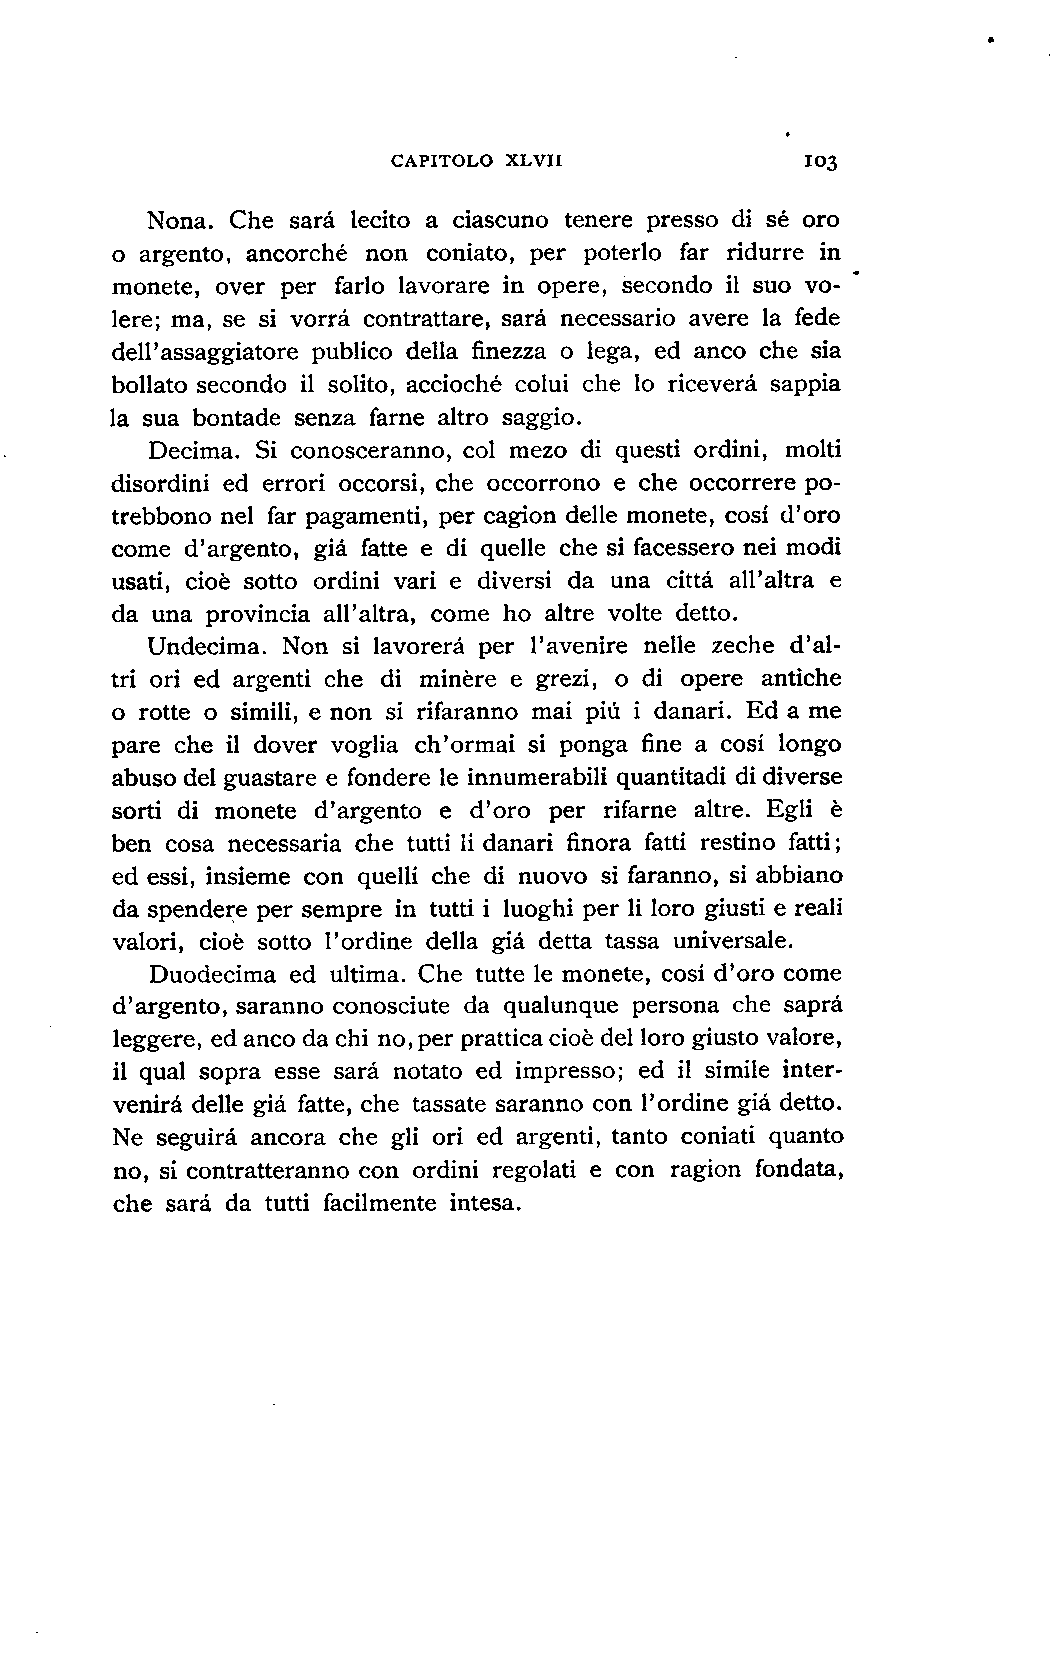 CAPITOLO XLVII 103
Nona. Che sará lecito a ciascuno tenere presso di sé oro
o argento, ancorché non coniato, per poterlo far ridurre in
monete, over per farlo lavorare in opere, secondo il suo vo-
lere; ma, se si vorrá contrattare, sará necessario avere la fede
dell'assaggiatore publico della finezza o lega, ed anco che sia
bollato secondo il solito, accioché colui che lo riceverá sappia
la sua bontade senza farne altro saggio.
Decima. Si conosceranno, col mezo di questi ordini, molti
disordini ed errori occorsi, che occorrono e che occorrere po-
trebbono nel far pagamenti, per cagion delle monete, cosí d'oro
come d'argento, giá fatte e di quelle che si facessero nei modi
usati, cioè sotto ordini vari e diversi da una cittá all'altra e
da una provincia all'altra, come ho altre volte detto.
Undecima. Non si lavorerá per l'avenire nelle zeche d'al-
tri ori ed argenti che di minère e grezi, o di opere antiche
o rotte o simili, e non si rifaranno mai piú i danari. Ed a me
pare che il dover voglia ch'ormai si ponga fine a cosí longo
abuso del guastare e fondere le innumerabili quantitadi di diverse
sorti di monete d'argento e d'oro per rifarne altre. Egli è
ben cosa necessaria che tutti li danari finora fatti restino fatti;
ed essi, insieme con quelli che di nuovo si faranno, si abbiano
da spendere per sempre in tutti i luoghi per li loro giusti e reali
valori, cioè sotto l'ordine della giá detta tassa universale.
Duodecima ed ultima. Che tutte le monete, cosí d'oro come
d'argento, saranno conosciute da qualunque persona che saprá
leggere, ed anco da chi no, per prattica cioè del loro giusto valore,
il qual sopra esse sará notato ed impresso; ed il simile inter-
venirá delle giá fatte, che tassate saranno con l'ordine giá detto.
Ne seguirá ancora che gli ori ed argenti, tanto coniati quanto
no, si contratteranno con ordini regolati e con ragion fondata,
che sará da tutti facilmente intesa.